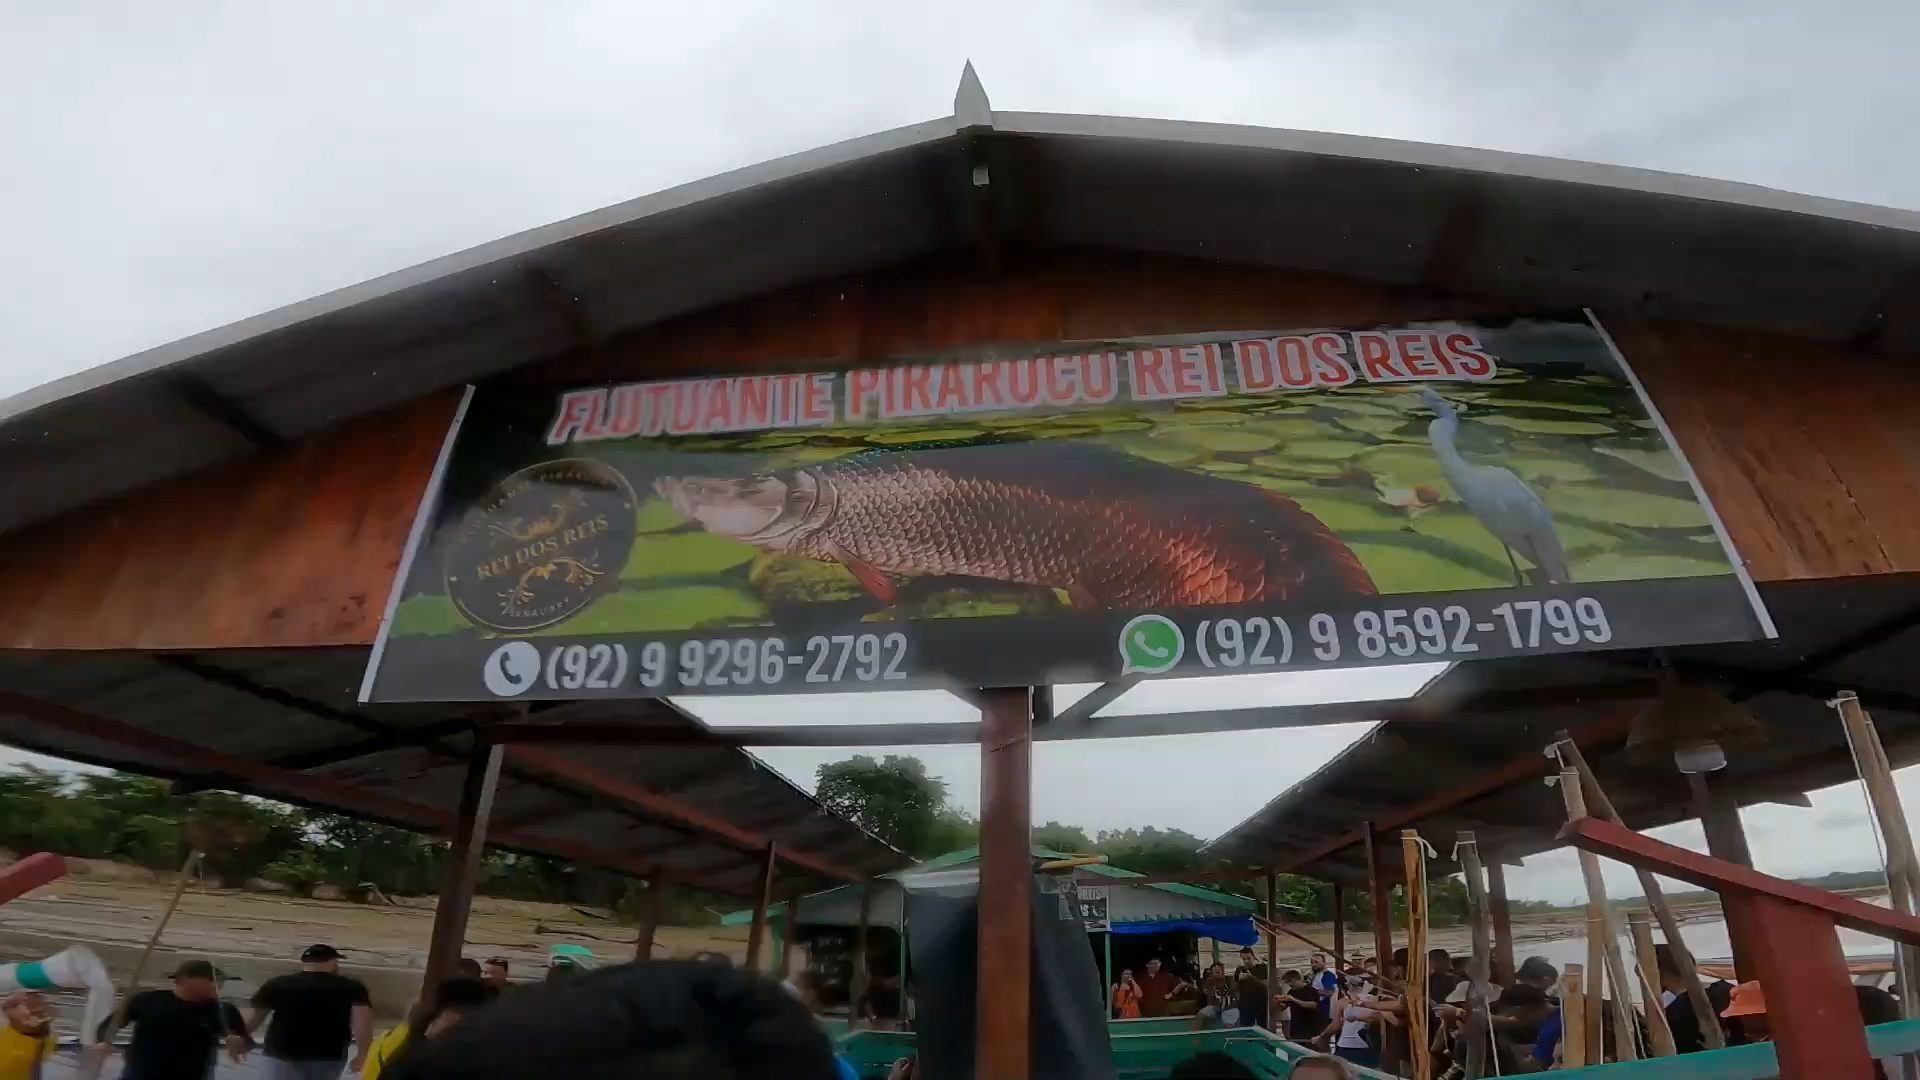 FLUTUANTE PIRARUCU REI DOS REIS
REI DOS REIS
(92) 9 9296-2792
(92) 9 8592-1799